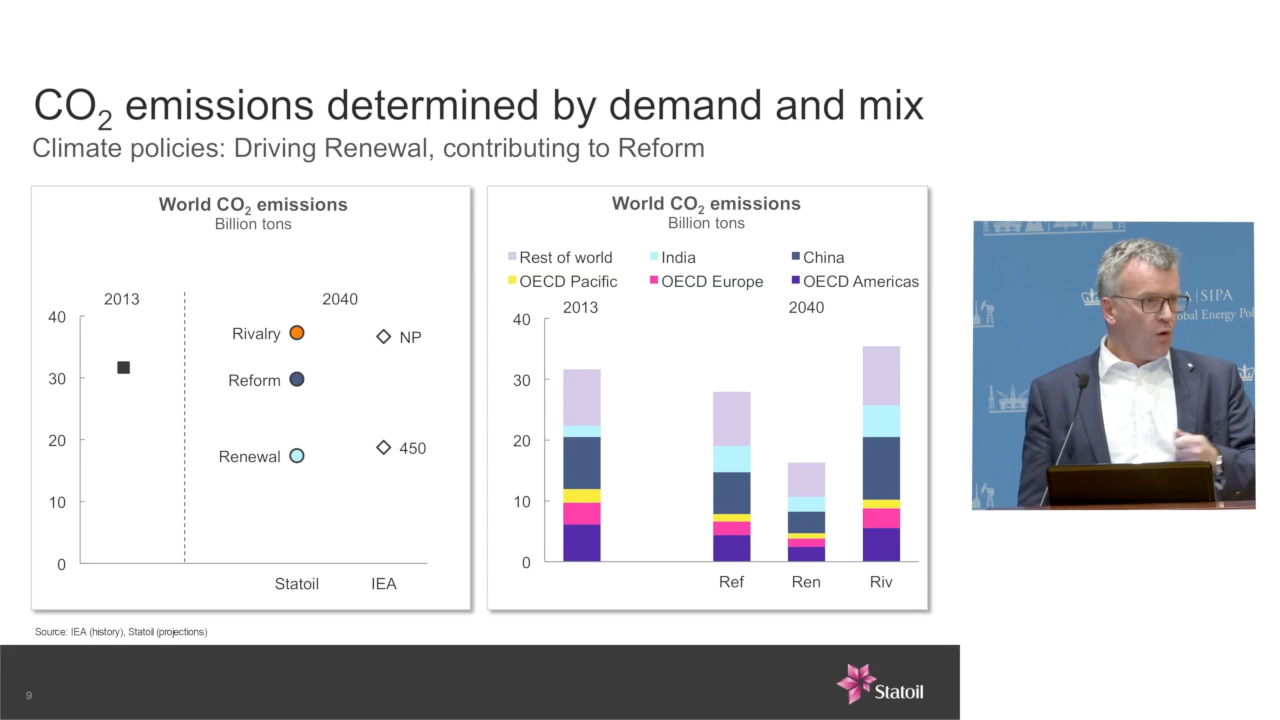 CO2 emissions determined by demand and mix
Climate policies: Driving Renewal, contributing to Reform
World CO2 emissions
Billion tons
2013
2040
40
30
20
10
0
Rivalry
Reform
Renewal
NP
450
Statoil
IEA
World CO2 emissions
Billion tons
Rest of world
India
China
OECD Pacific
OECD Europe
OECD Americas
2013
2040
40
30
20
10
0
Ref
Ren
Riv
Source: IEA (history), Statoil (projections)
9
Statoil
SIPA
Global Energy